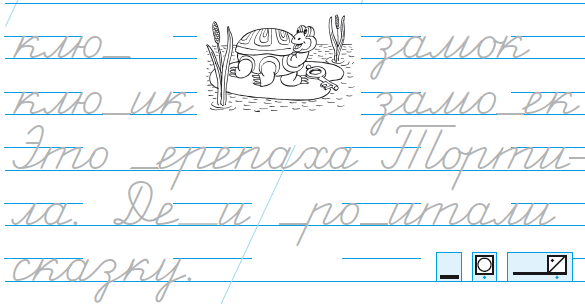 клю_ замок
клю_ик замо_ек
Это _ерепаха Торти-
ла. Де_и _ро_итали
сказку.